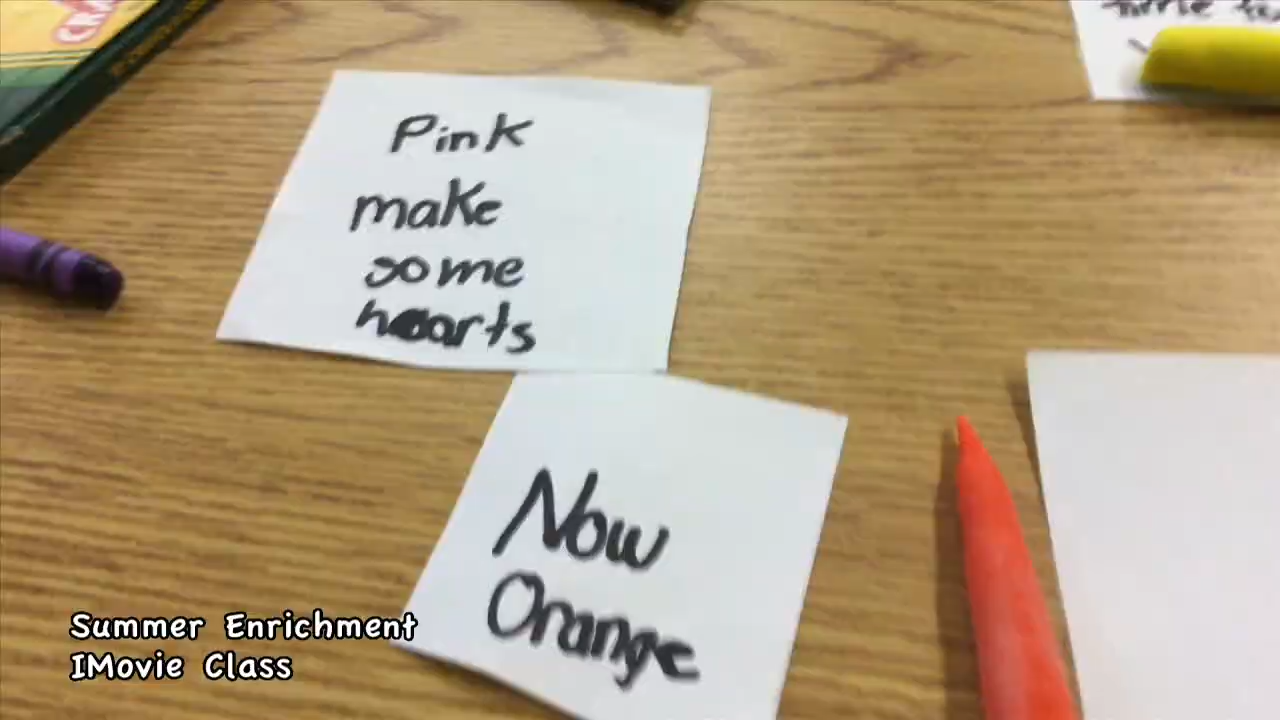 Pink
make
some
hearts
Now
Orange
Summer Enrichment
IMovie Class